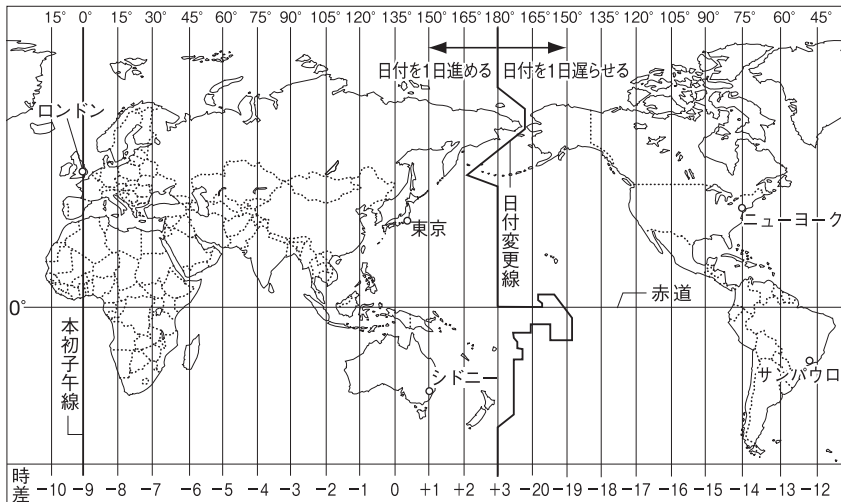 15° 0° 15° 30° 45° 60° 75° 90° 105° 120° 135° 150° 165° 180° 165° 150° 135° 120° 105° 90° 75° 60° 45°
日付を1日進める 日付を1日遅らせる
ロンドン
東京
日付変更線
ニューヨーク
0°
赤道
本初子午線
シドニー
サンパウロ
時差 −10 −9 −8 −7 −6 −5 −4 −3 −2 −1 0 +1 +2 +3 −20 −19 −18 −17 −16 −15 −14 −13 −12